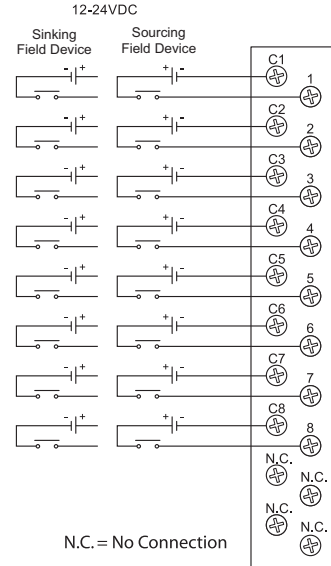 12-24VDC
Sinking Sourcing
Field Device Field Device
- + + - C1
1
- + + - C2
2
- + + - C3
3
- + + - C4
4
- + + - C5
5
- + + - C6
6
- + + - C7
7
- + + - C8
8
N.C.
N.C.
N.C.
N.C.
N.C. = No Connection